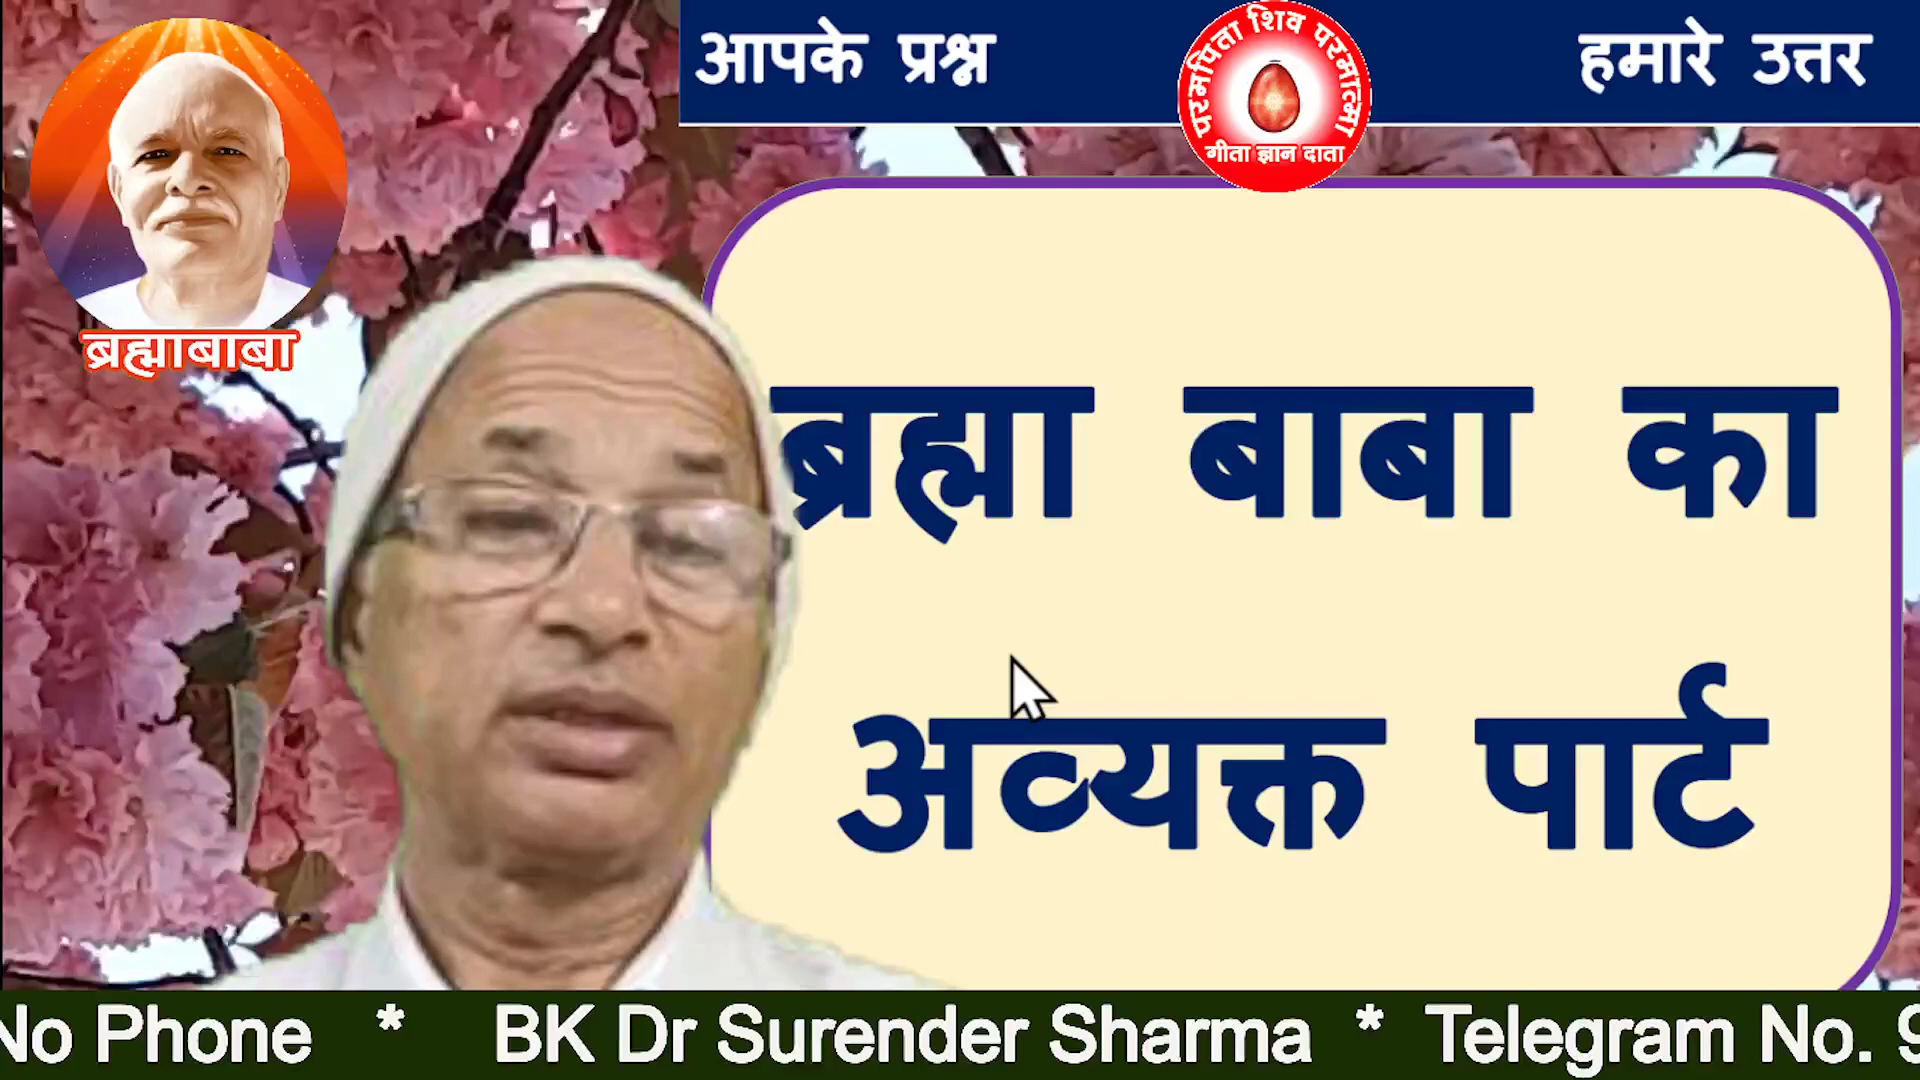 आपके प्रश्न
परमपिता शिव परमात्मा
गीता ज्ञान दाता
हमारे उत्तर
ब्रह्माबाबा
ब्रह्मा बाबा का
अव्यक्त पार्ट
No Phone * BK Dr Surender Sharma * Telegram No. 9